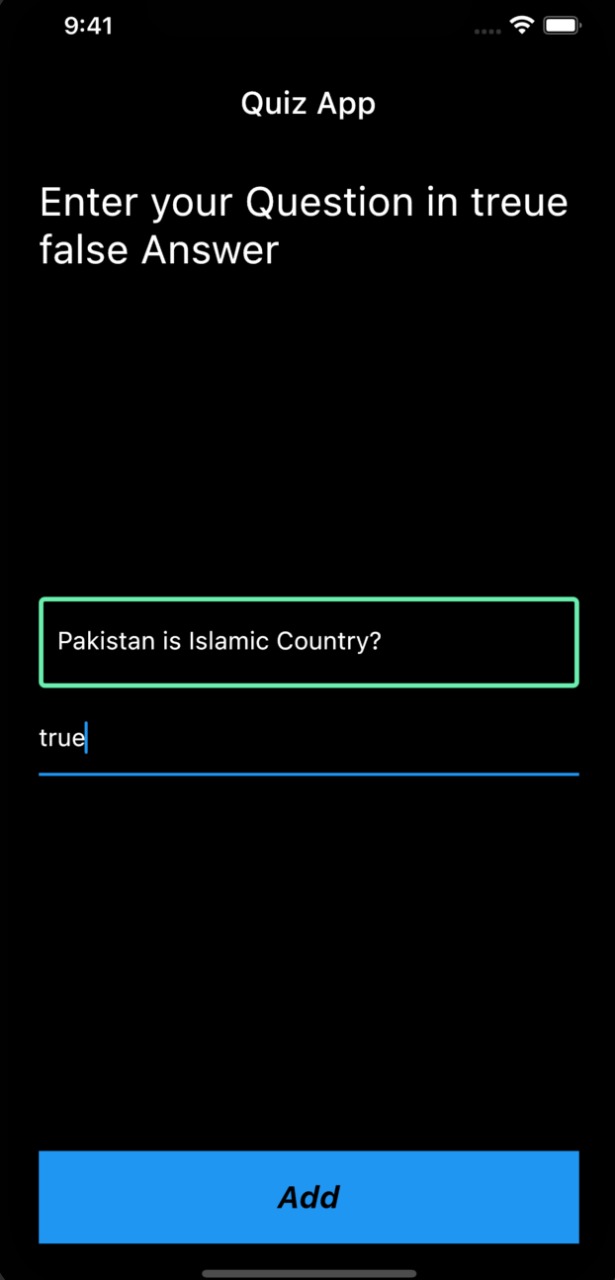 9:41
Quiz App
Enter your Question in treue
false Answer
Pakistan is Islamic Country?
true
Add